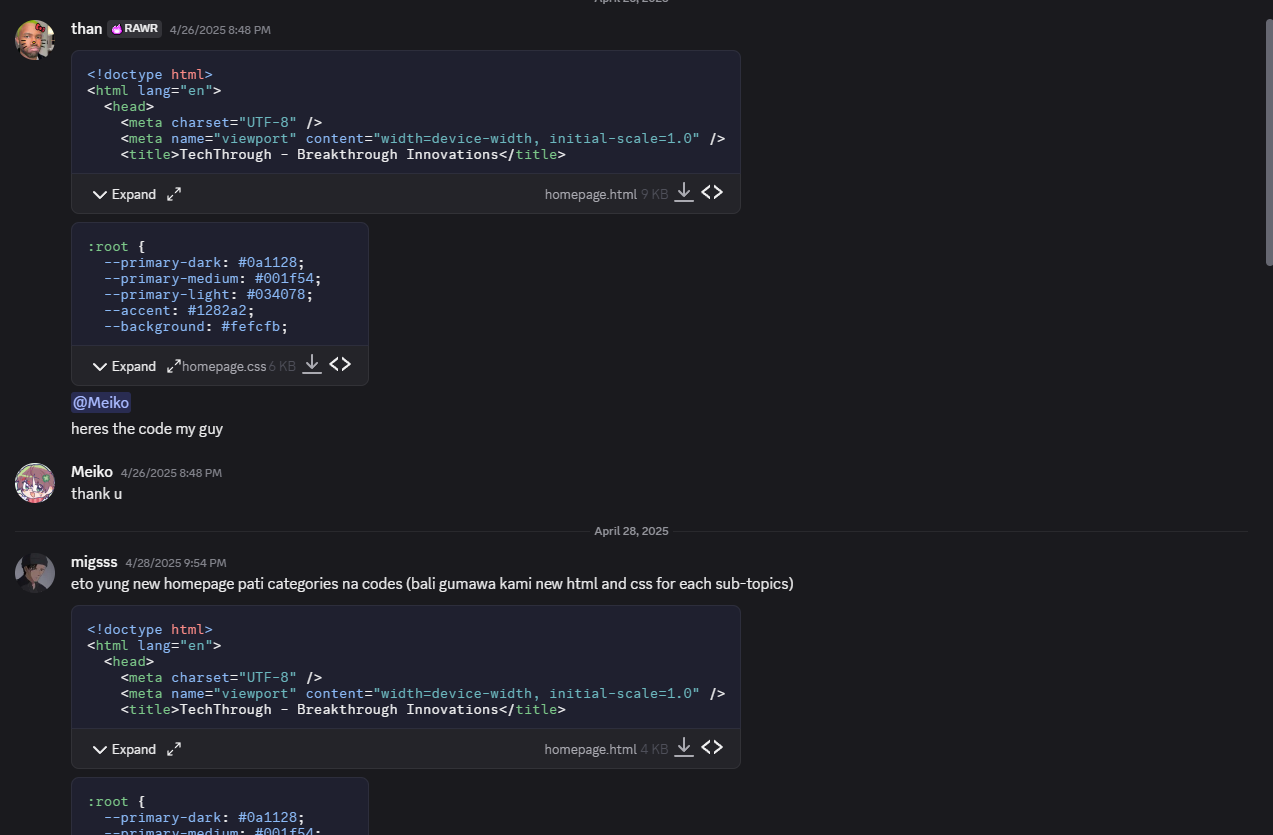 than RAWR 4/26/2025 8:48 PM
<!doctype html>
<html lang="en">
<head>
<meta charset="UTF-8" />
<meta name="viewport" content="width=device-width, initial-scale=1.0" />
<title>TechThrough - Breakthrough Innovations</title>
Expand homepage.html 9 KB
:root {
--primary-dark: #0a1128;
--primary-medium: #001f54;
--primary-light: #034078;
--accent: #1282a2;
--background: #fefcfb;
Expand homepage.css 6 KB
@Meiko
heres the code my guy
Meiko 4/26/2025 8:48 PM
thank u
April 28, 2025
migsss 4/28/2025 9:54 PM
eto yung new homepage pati categories na codes (bali gumawa kami new html and css for each sub-topics)
<!doctype html>
<html lang="en">
<head>
<meta charset="UTF-8" />
<meta name="viewport" content="width=device-width, initial-scale=1.0" />
<title>TechThrough - Breakthrough Innovations</title>
Expand homepage.html 4 KB
:root {
--primary-dark: #0a1128;
--primary-medium: #001f54;